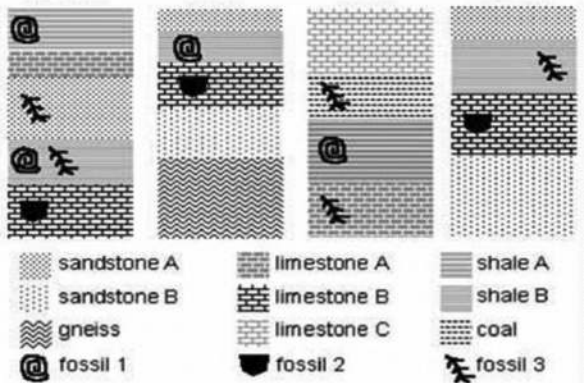 sandstone A limestone A shale A
sandstone B limestone B shale B
gneiss limestone C coal
fossil 1 fossil 2 fossil 3